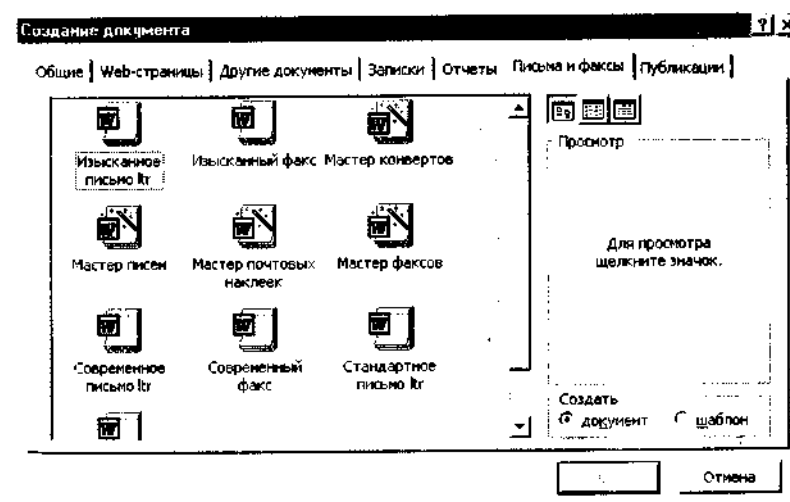 Создание документа
Общие Web-страницы Другие документы Записки Отчеты Письма и факсы Публикации
Изысканное письмо ltr
Изысканный факс
Мастер конвертов
Мастер писем
Мастер почтовых наклеек
Мастер факсов
Современное письмо ltr
Современный факс
Стандартное письмо ltr
Просмотр
Для просмотра
щелкните значок.
Создать
документ шаблон
Отмена